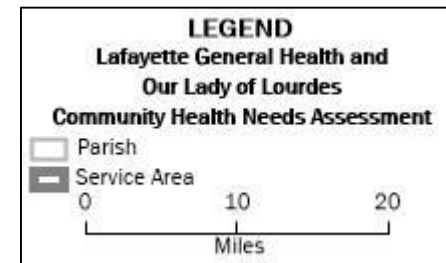 LEGEND
Lafayette General Health and
Our Lady of Lourdes
Community Health Needs Assessment
Parish
Service Area
0 10 20
Miles